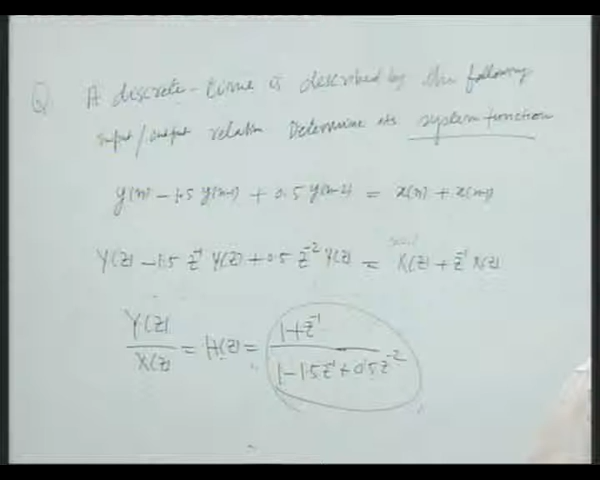 Q A discrete-time is described by the following
input/output relation Determine its system function
y(n) - 1.5 y(n-1) + 0.5 y(n-2) = x(n) + x(n-1)
Y(z) - 1.5 z⁻¹ Y(z) + 0.5 z⁻² Y(z) = X(z) + z⁻¹ X(z)
Y(z)/X(z) = H(z) = (1+z⁻¹)/(1-1.5z⁻¹+0.5z⁻²)